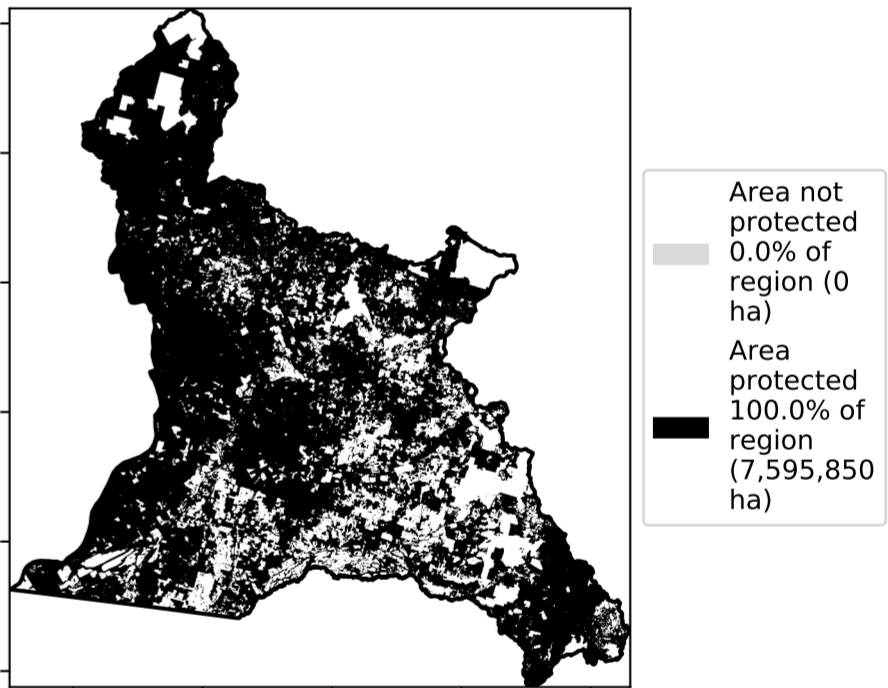 Area not
protected
0.0% of
region (0
ha)
Area
protected
100.0% of
region
(7,595,850
ha)